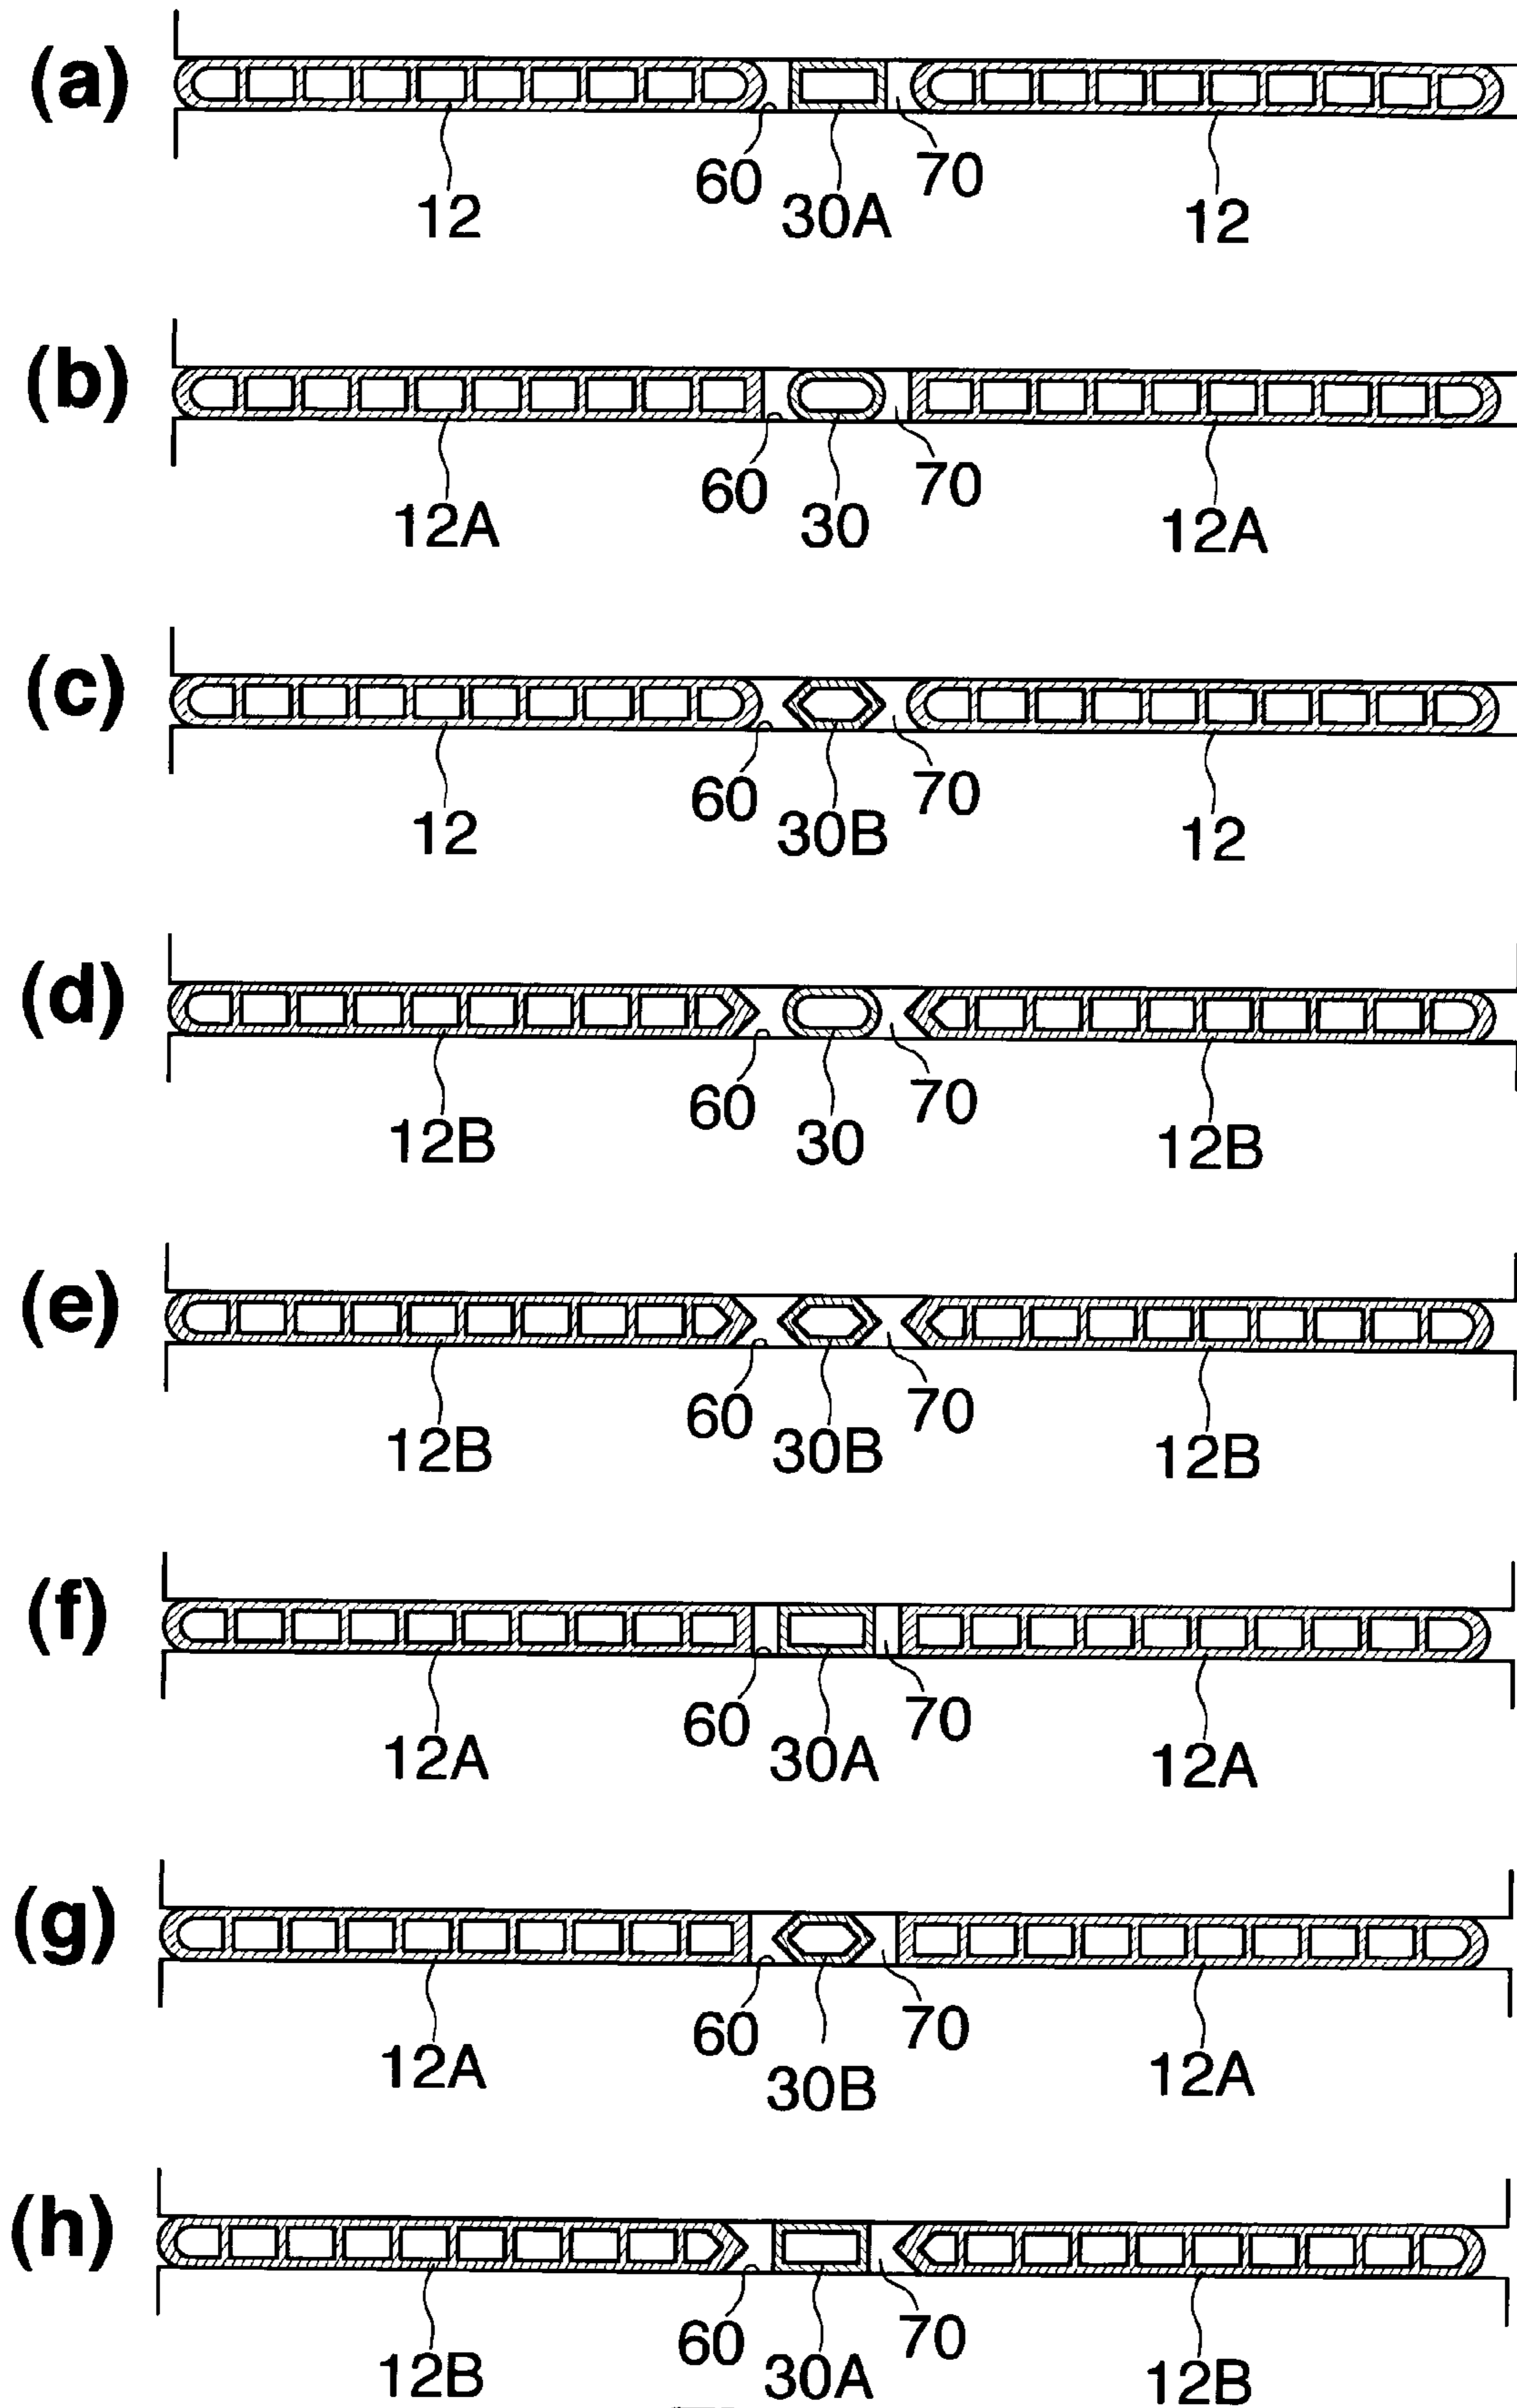 (a)
60 70
12 30A 12
(b)
60 70
12A 30 12A
(c)
60 70
12 30B 12
(d)
60 70
12B 30 12B
(e)
60 70
12B 30B 12B
(f)
60 70
12A 30A 12A
(g)
60 70
12A 30B 12A
(h)
60 70
12B 30A 12B